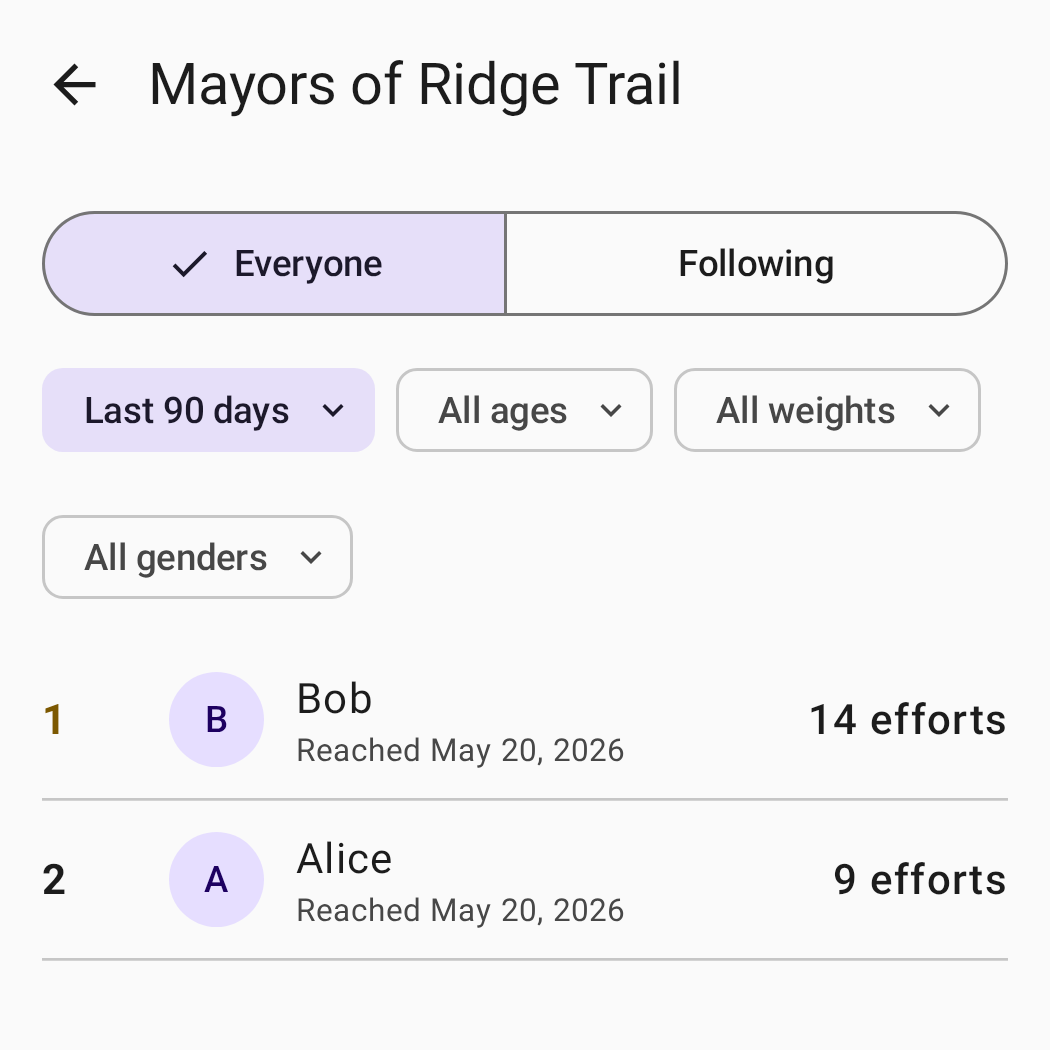 Mayors of Ridge Trail
Everyone
Following
Last 90 days
All ages
All weights
All genders
1
B
Bob
Reached May 20, 2026
14 efforts
2
A
Alice
Reached May 20, 2026
9 efforts